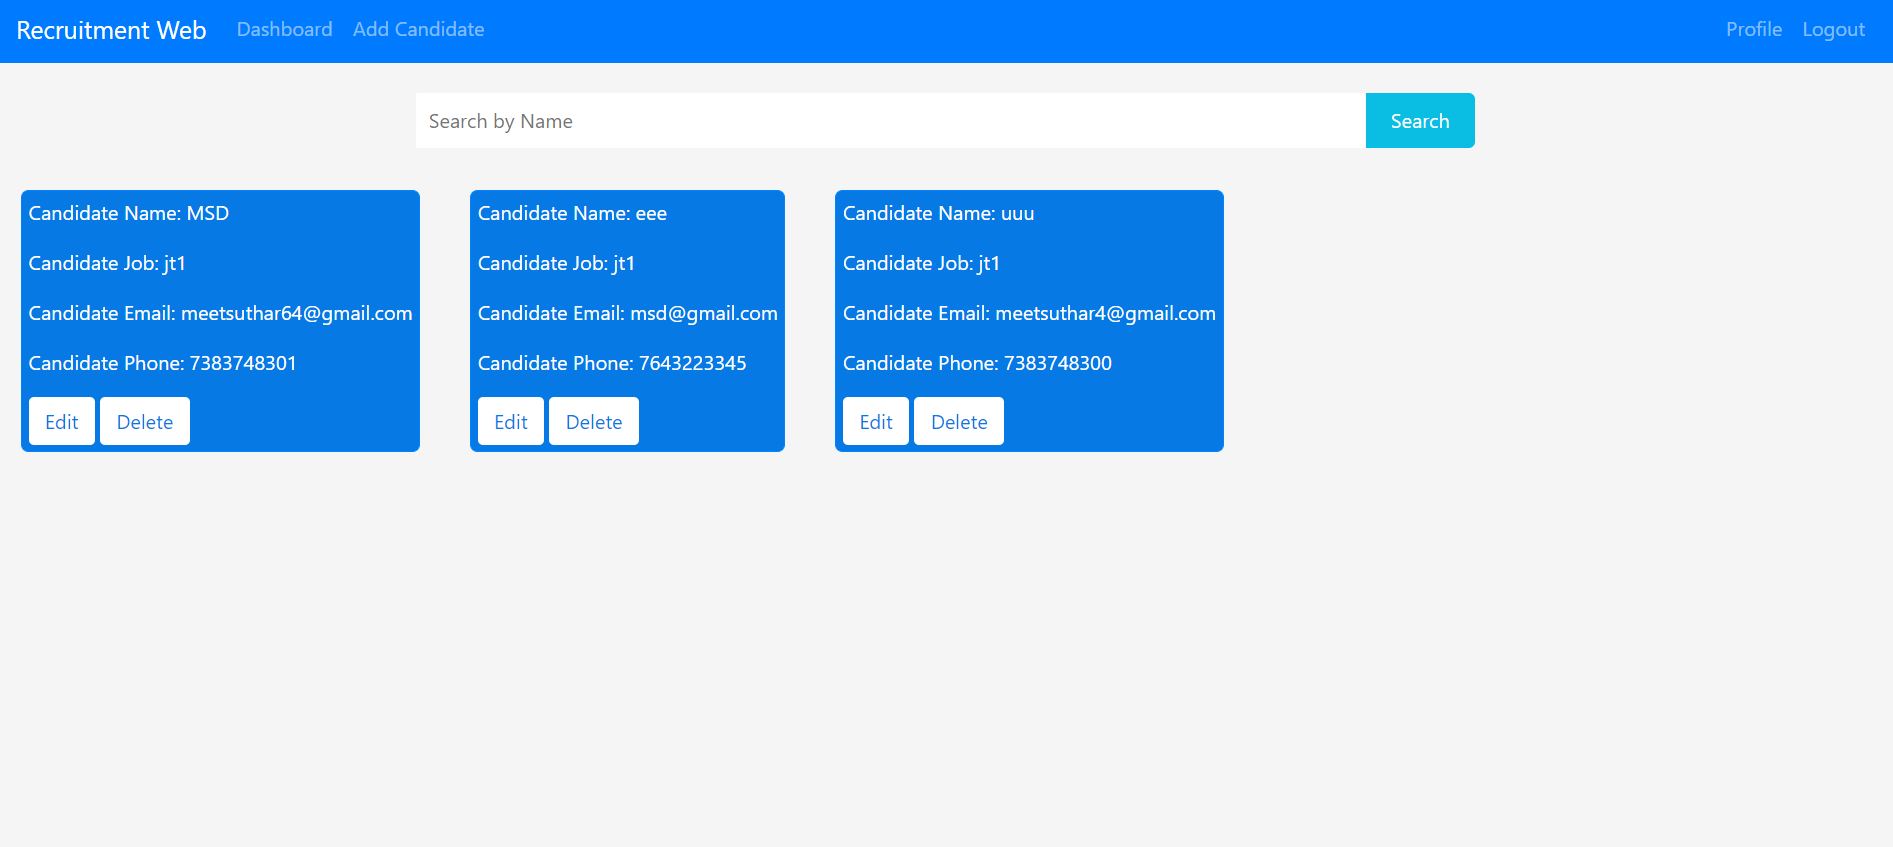 Recruitment Web Dashboard Add Candidate Profile Logout
Search by Name Search
Candidate Name: MSD
Candidate Job: jt1
Candidate Email: meetsuthar64@gmail.com
Candidate Phone: 7383748301
Edit Delete
Candidate Name: eee
Candidate Job: jt1
Candidate Email: msd@gmail.com
Candidate Phone: 7643223345
Edit Delete
Candidate Name: uuu
Candidate Job: jt1
Candidate Email: meetsuthar4@gmail.com
Candidate Phone: 7383748300
Edit Delete